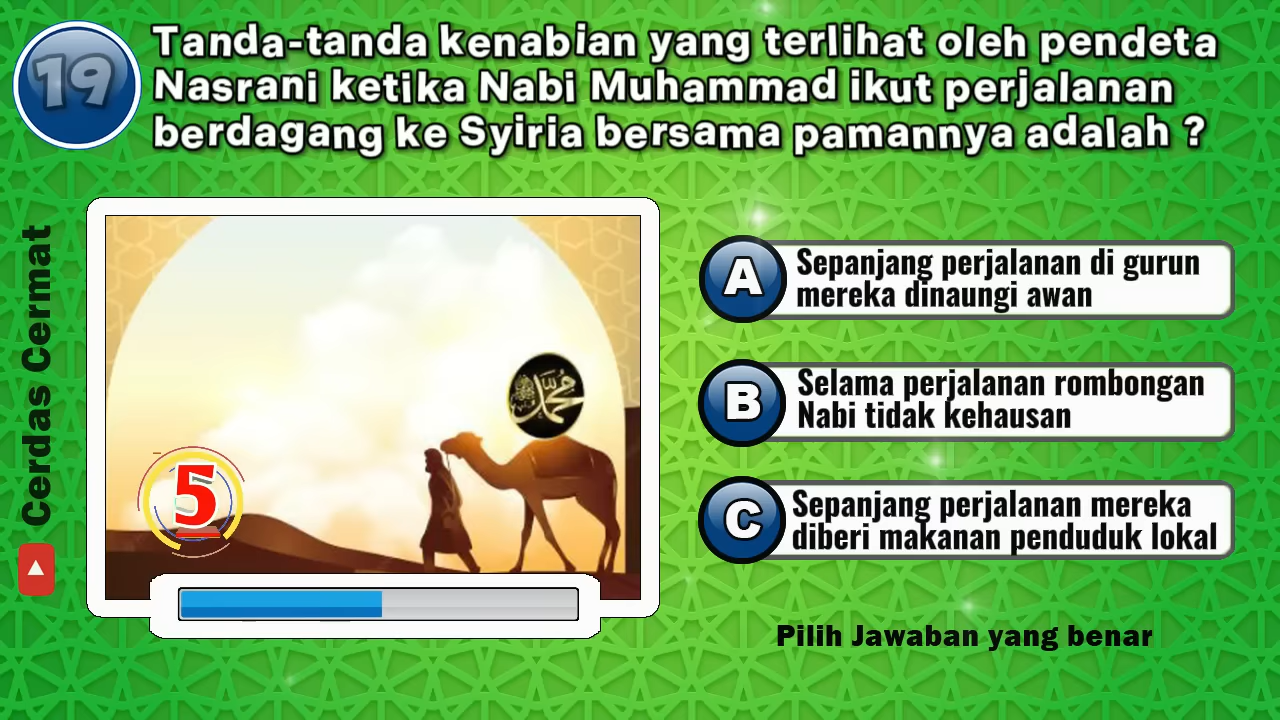 19
Tanda-tanda kenabian yang terlihat oleh pendeta
Nasrani ketika Nabi Muhammad ikut perjalanan
berdagang ke Syiria bersama pamannya adalah ?
Cerdas Cermat
محمد
5
A
Sepanjang perjalanan di gurun
mereka dinaungi awan
B
Selama perjalanan rombongan
Nabi tidak kehausan
C
Sepanjang perjalanan mereka
diberi makanan penduduk lokal
Pilih Jawaban yang benar